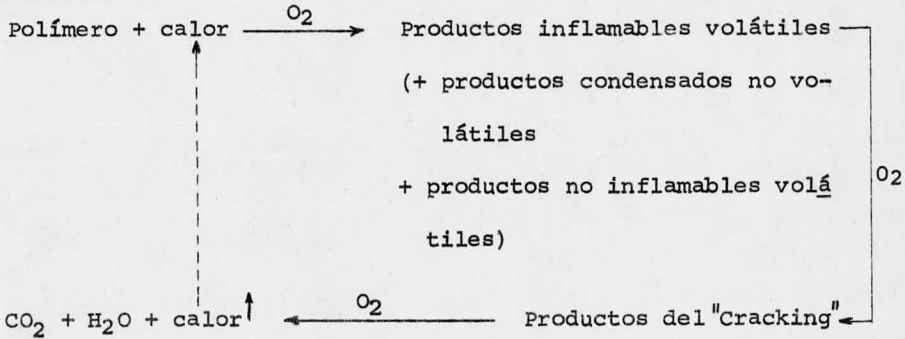 Polímero + calor O2 Productos inflamables volátiles
(+ productos condensados no vo-
látiles
+ productos no inflamables volá
O2
tiles)
CO2 + H2O + calor O2 Productos del "Cracking"